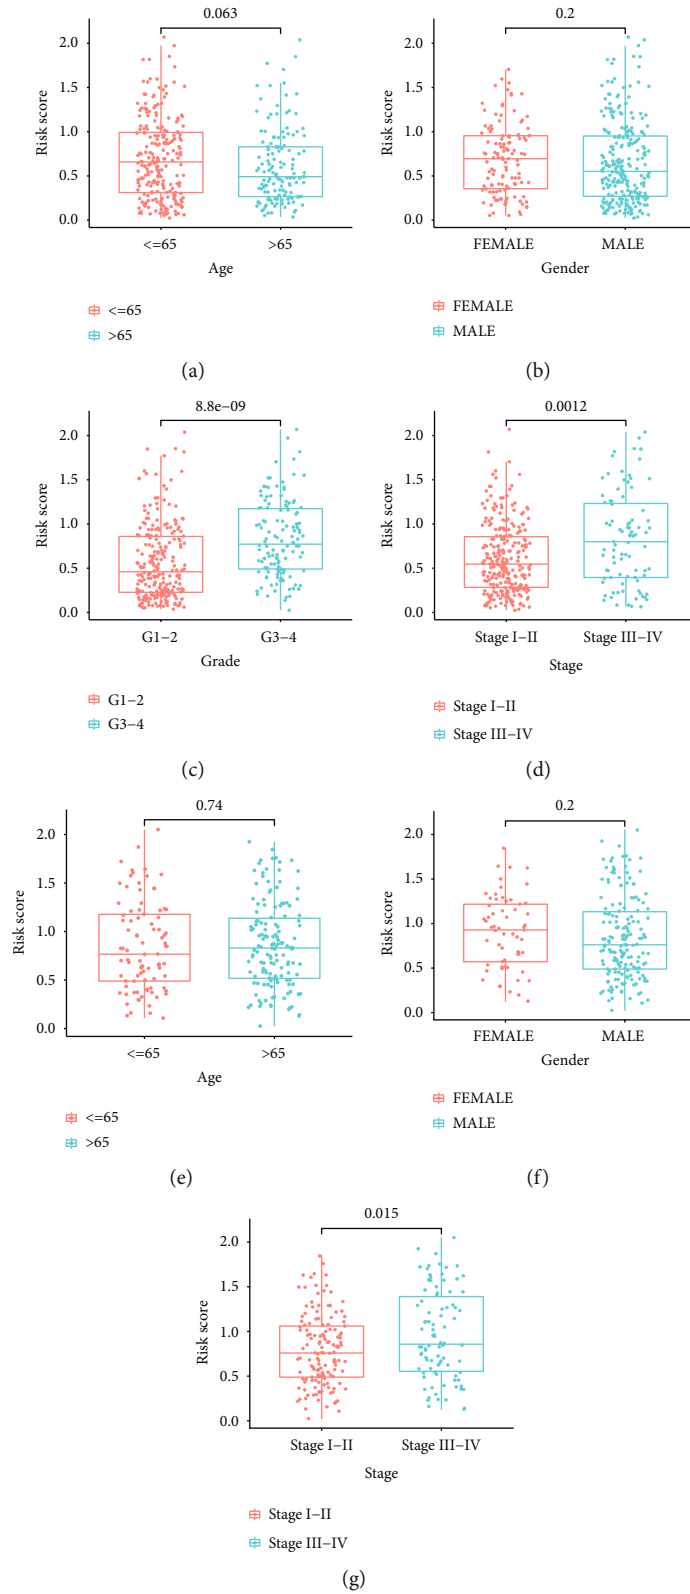 0.063
2.0
1.5
1.0
0.5
0.0
Risk score
<=65
>65
Age
<=65
>65
(a)
0.2
2.0
1.5
1.0
0.5
0.0
Risk score
FEMALE
MALE
Gender
FEMALE
MALE
(b)
8.8e−09
2.0
1.5
1.0
0.5
0.0
Risk score
G1−2
G3−4
Grade
G1−2
G3−4
(c)
0.0012
2.0
1.5
1.0
0.5
0.0
Risk score
Stage I−II
Stage III−IV
Stage
Stage I−II
Stage III−IV
(d)
0.74
2.0
1.5
1.0
0.5
0.0
Risk score
<=65
>65
Age
<=65
>65
(e)
0.2
2.0
1.5
1.0
0.5
0.0
Risk score
FEMALE
MALE
Gender
FEMALE
MALE
(f)
0.015
2.0
1.5
1.0
0.5
0.0
Risk score
Stage I−II
Stage III−IV
Stage
Stage I−II
Stage III−IV
(g)